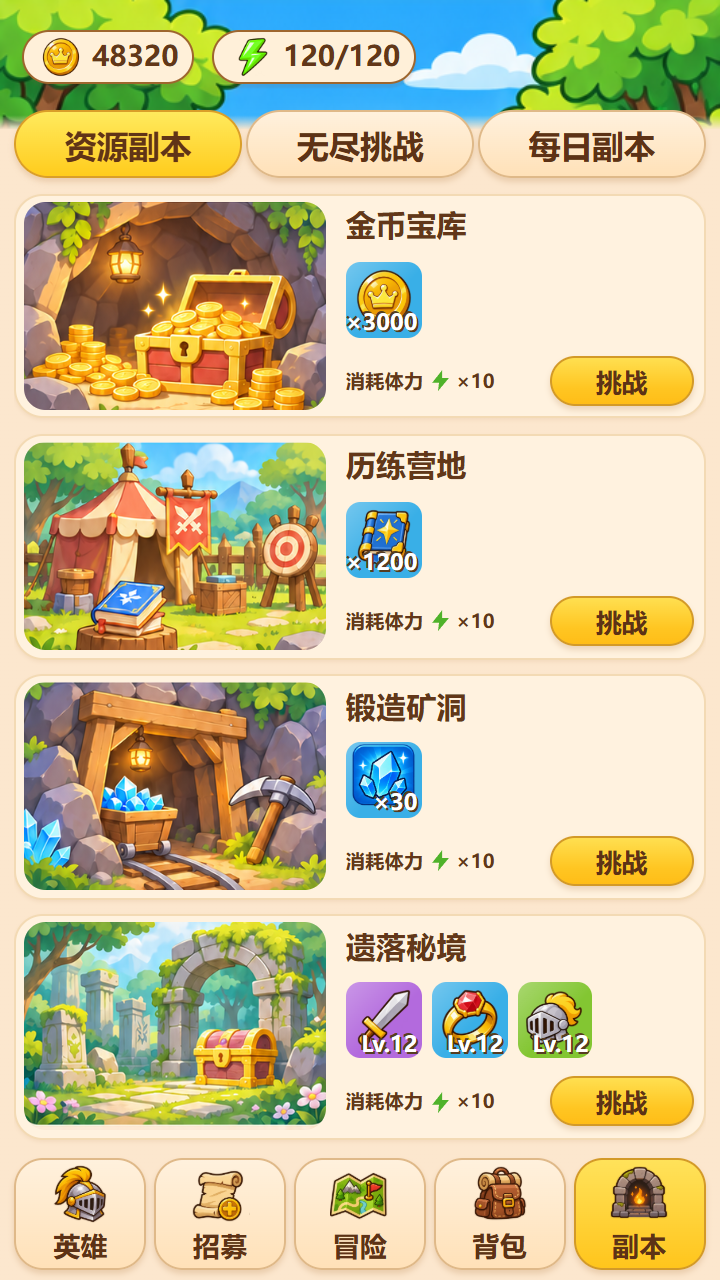 48320
120/120
资源副本
无尽挑战
每日副本
金币宝库
×3000
消耗体力 ×10
挑战
历练营地
×1200
消耗体力 ×10
挑战
锻造矿洞
×30
消耗体力 ×10
挑战
遗落秘境
Lv.12
Lv.12
Lv.12
消耗体力 ×10
挑战
英雄
招募
冒险
背包
副本